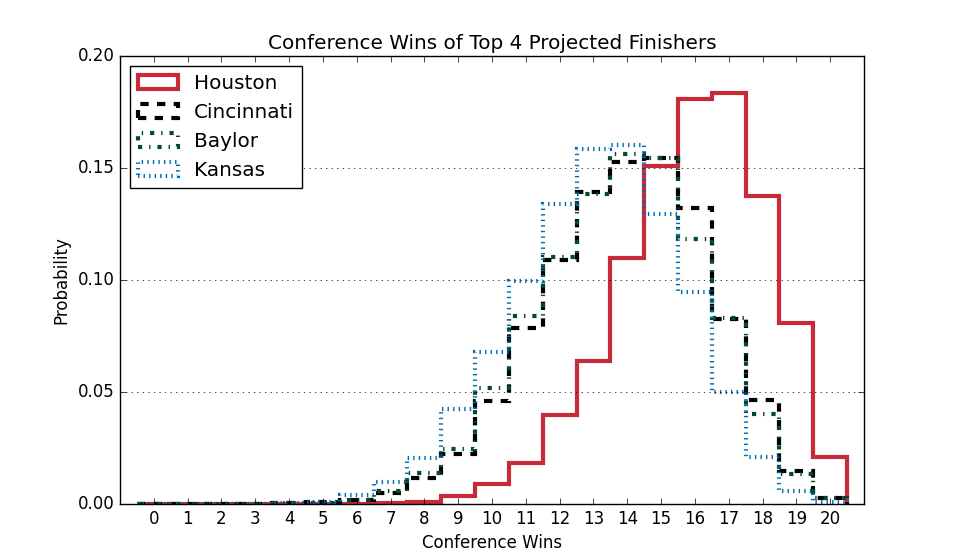 Conference Wins of Top 4 Projected Finishers
0.20
0.15
0.10
0.05
0.00
Probability
Houston
Cincinnati
Baylor
Kansas
0 1 2 3 4 5 6 7 8 9 10 11 12 13 14 15 16 17 18 19 20
Conference Wins